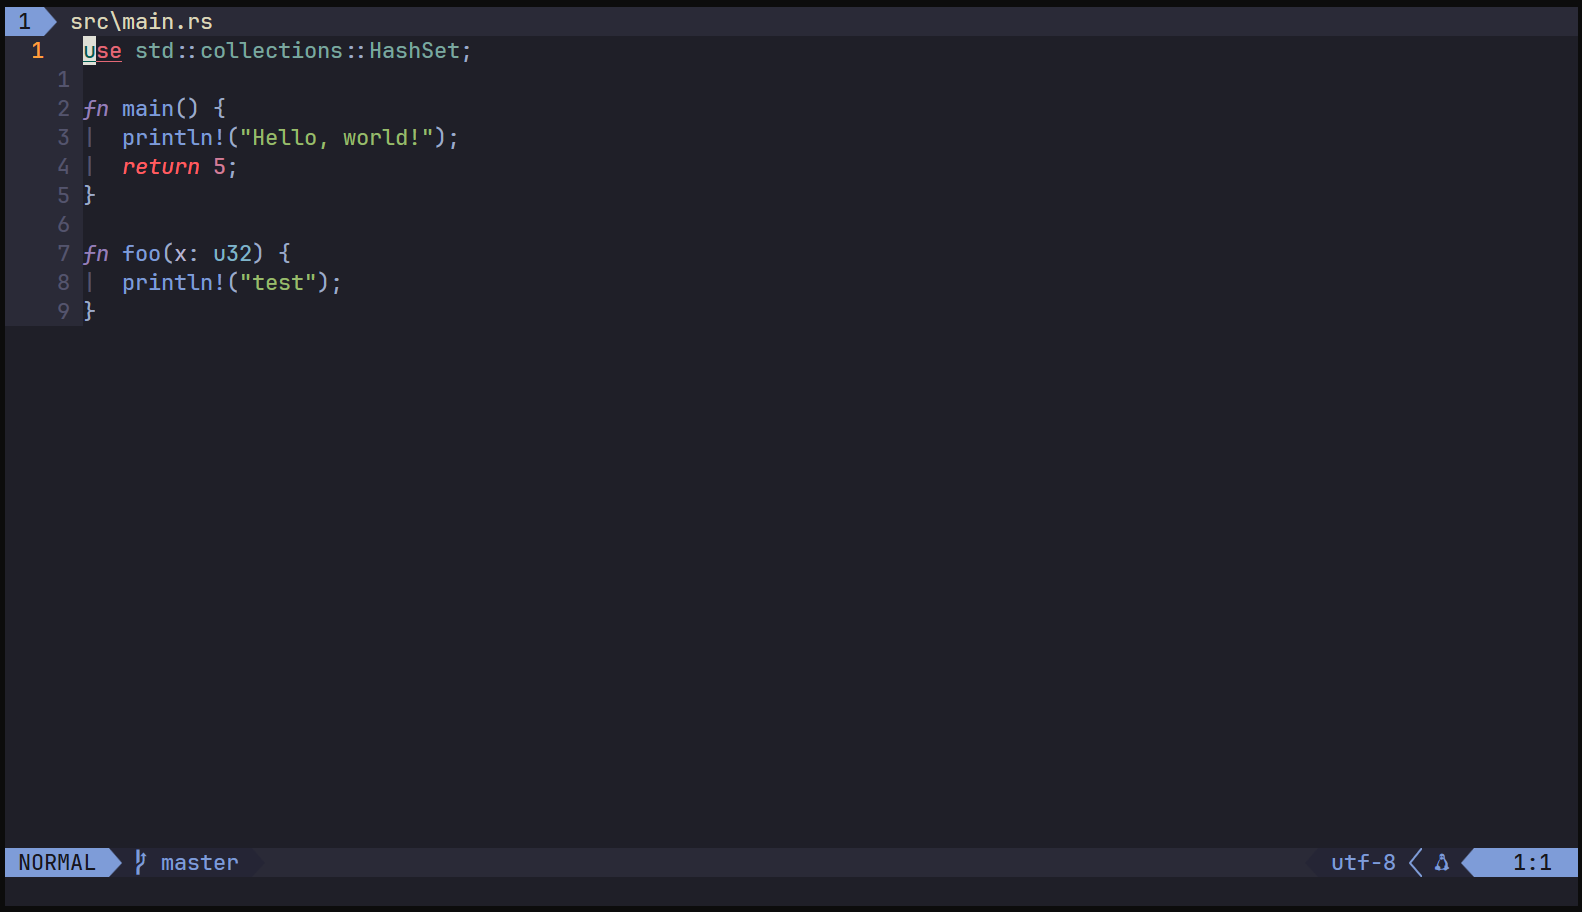 1 src\main.rs
1 use std::collections::HashSet;
1
2 fn main() {
3 println!("Hello, world!");
4 return 5;
5 }
6
7 fn foo(x: u32) {
8 println!("test");
9 }
NORMAL master utf-8 1:1